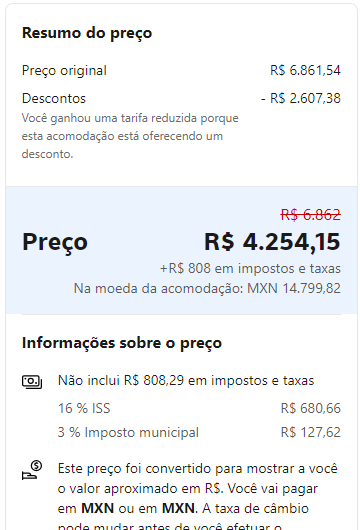 Resumo do preço
Preço original R$ 6.861,54
Descontos - R$ 2.607,38
Você ganhou uma tarifa reduzida porque
esta acomodação está oferecendo um
desconto.
R$ 6.862
Preço R$ 4.254,15
+R$ 808 em impostos e taxas
Na moeda da acomodação: MXN 14.799,82
Informações sobre o preço
Não inclui R$ 808,29 em impostos e taxas
16 % ISS R$ 680,66
3 % Imposto municipal R$ 127,62
Este preço foi convertido para mostrar a você
o valor aproximado em R$. Você vai pagar
em MXN ou em MXN. A taxa de câmbio
pode mudar antes de você efetuar o